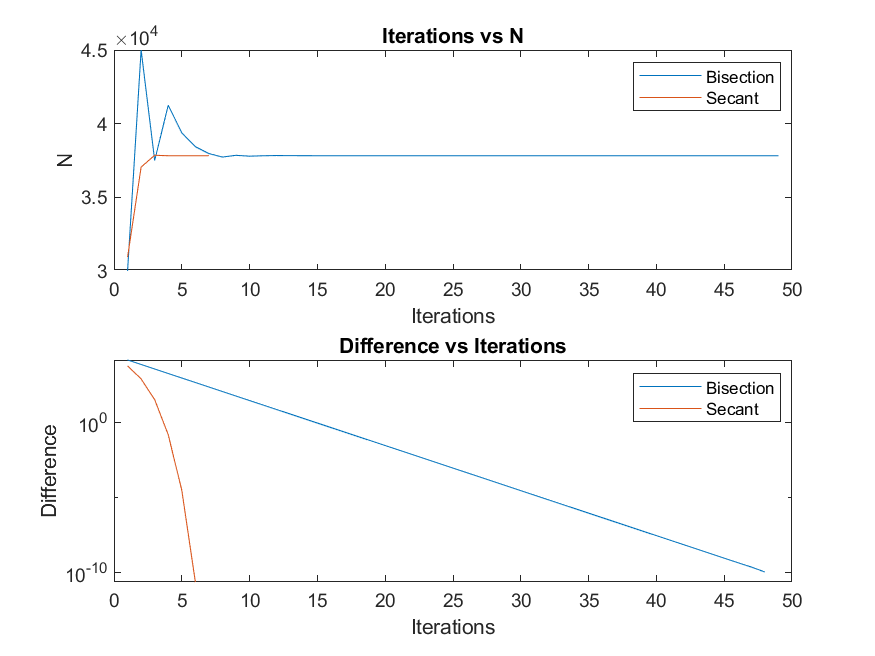 Iterations vs N
×10^4
4.5
4
3.5
3
N
0 5 10 15 20 25 30 35 40 45 50
Iterations
Bisection
Secant
Difference vs Iterations
10^0
10^-10
Difference
0 5 10 15 20 25 30 35 40 45 50
Iterations
Bisection
Secant